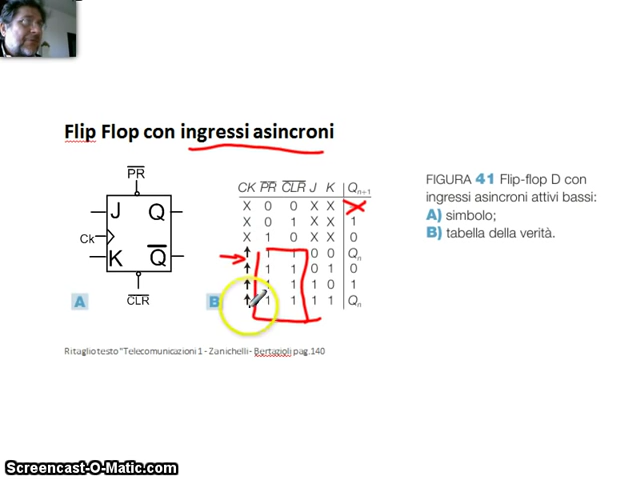 Flip Flop con ingressi asincroni
PR
J Q
Ck
K Q
CLR
A
CK PR CLR J K Qn+1
X 0 0 X X X
X 0 1 X X 1
X 1 0 X X 0
↑ 1 1 0 0 Qn
↑ 1 1 0 1 0
↑ 1 1 1 0 1
↑ 1 1 1 1 Qn
B
FIGURA 41 Flip-flop D con
ingressi asincroni attivi bassi:
A) simbolo;
B) tabella della verità.
Ritaglio testo "Telecomunicazioni 1 - Zanichelli- Bertazioli pag.140
Screencast-O-Matic.com